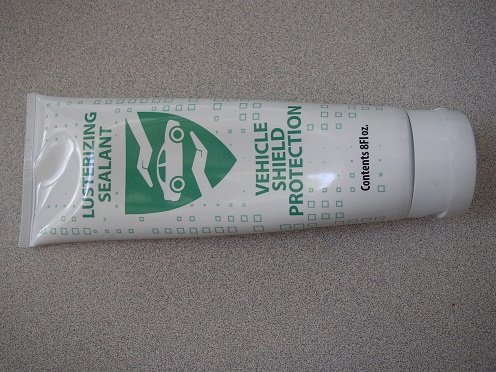 LUSTERIZING
SEALANT
VEHICLE
SHIELD
PROTECTION
Contents 8Fl oz.